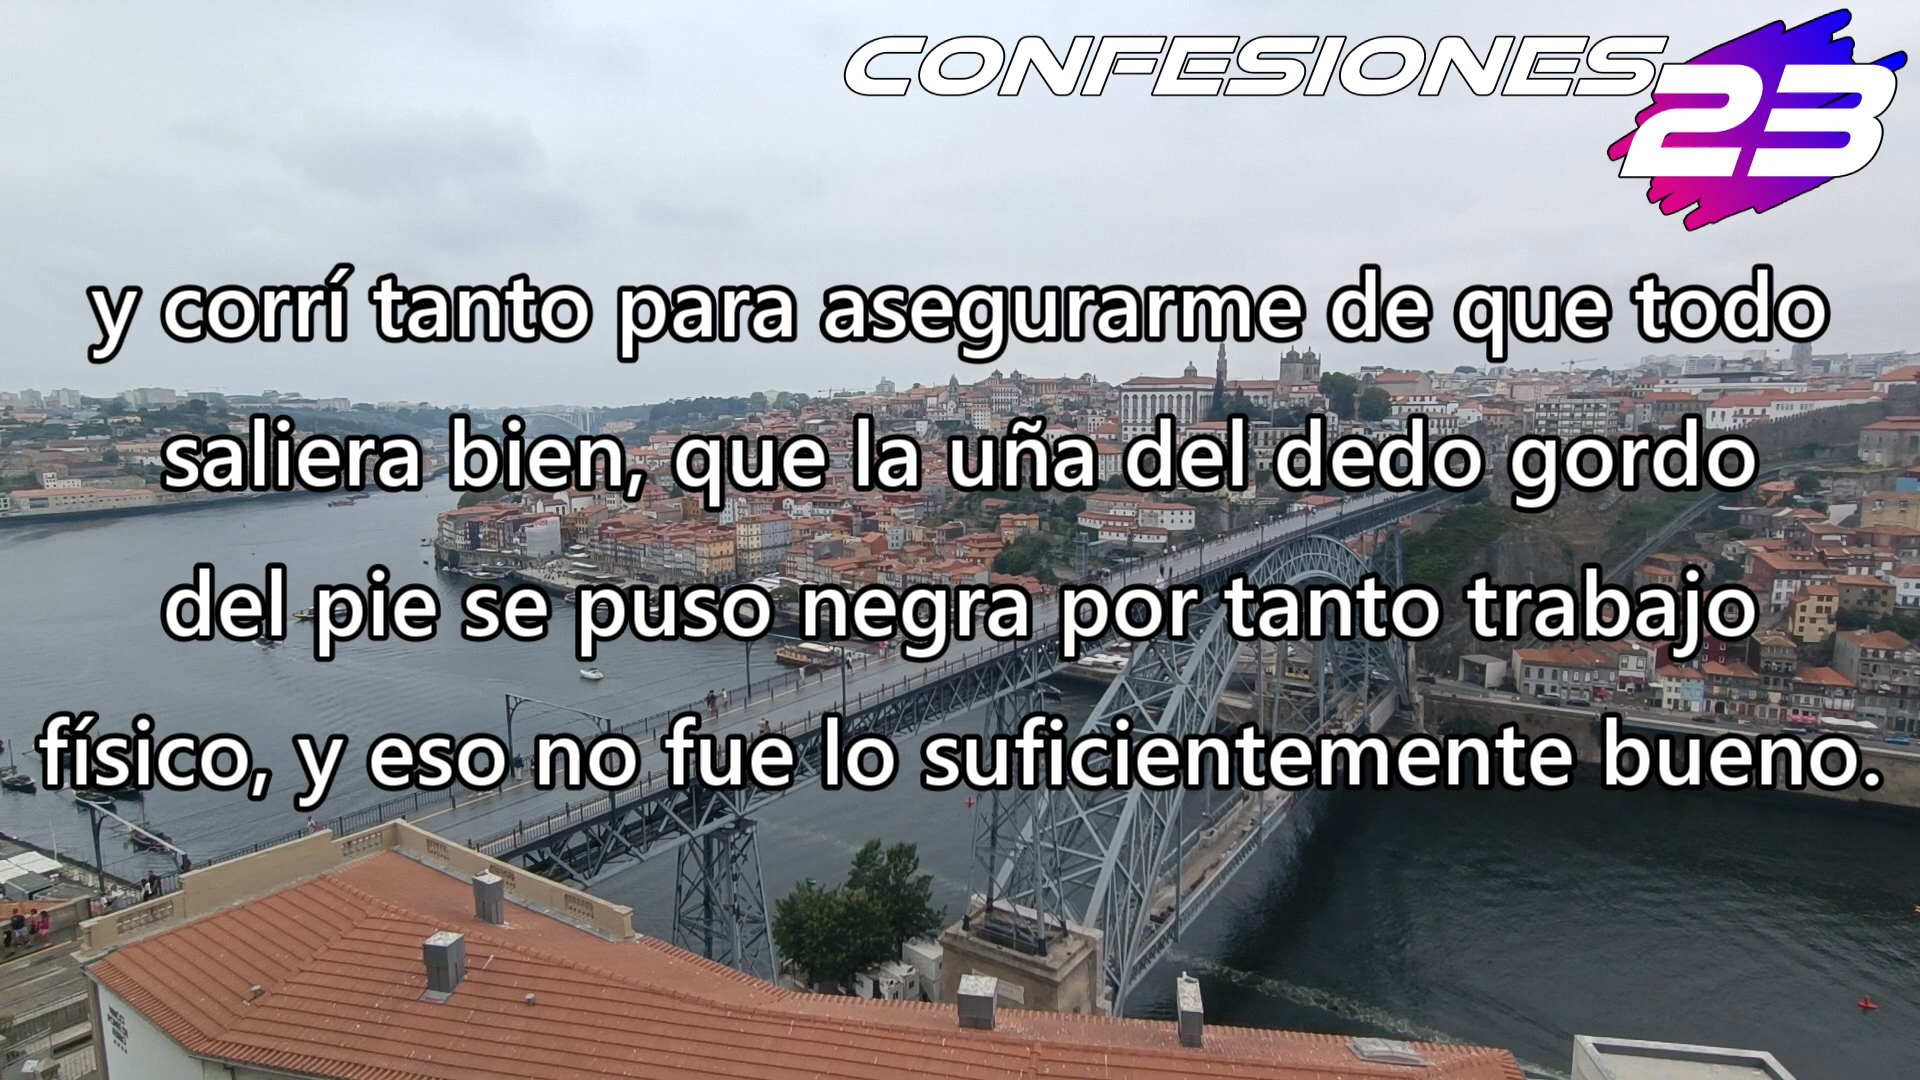 CONFESIONES
23
y corrí tanto para asegurarme de que todo
saliera bien, que la uña del dedo gordo
del pie se puso negra por tanto trabajo
físico, y eso no fue lo suficientemente bueno.